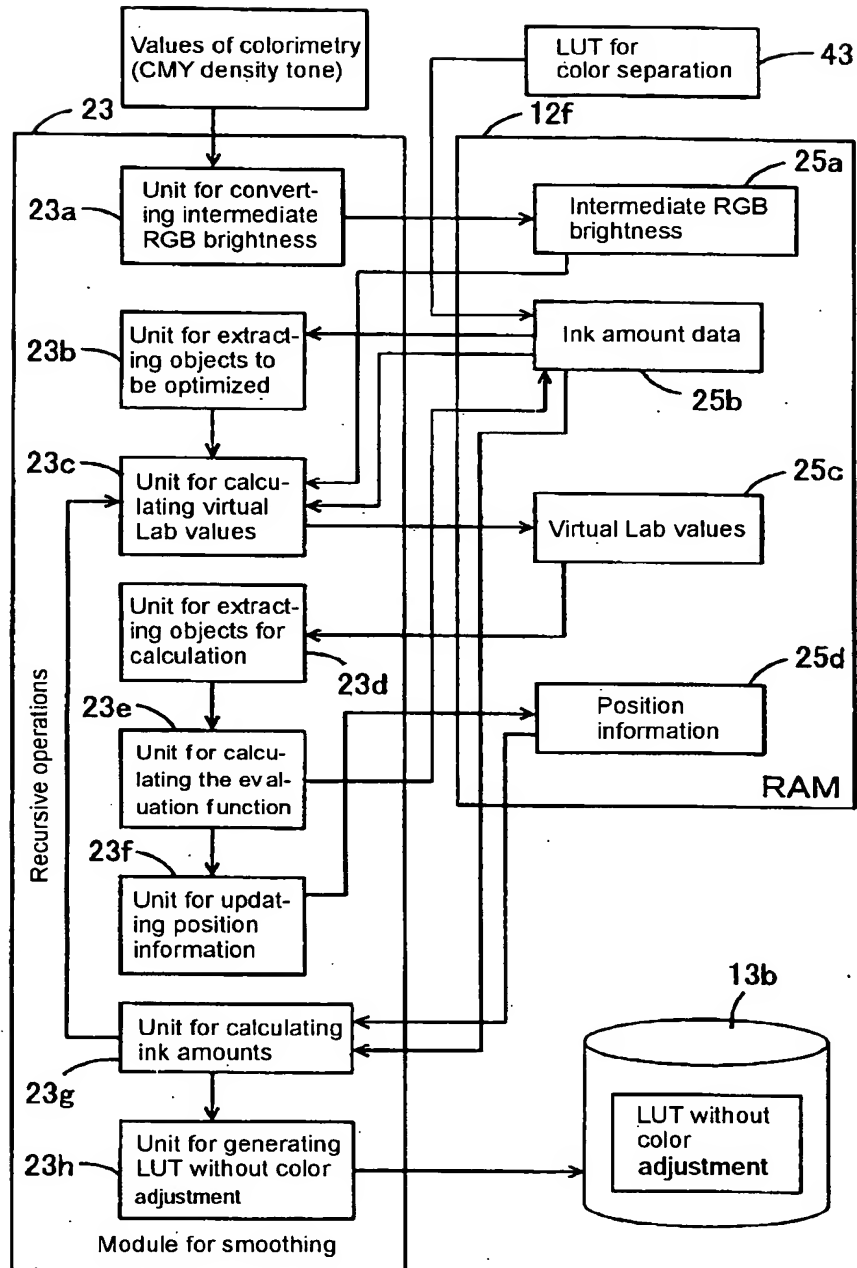 Values of colorimetry
(CMY density tone)
LUT for
color separation
43
23
12f
23a
Unit for convert-
ing intermediate
RGB brightness
25a
Intermediate RGB
brightness
23b
Unit for extract-
ing objects to
be optimized
Ink amount data
25b
23c
Unit for calcu-
lating virtual
Lab values
25c
Virtual Lab values
Unit for extract-
ing objects for
calculation
23d
25d
Position
information
RAM
23e
Unit for calcu-
lating the eval-
uation function
Recursive operations
23f
Unit for updat-
ing position
information
13b
Unit for calculating
ink amounts
23g
LUT without
color
adjustment
23h
Unit for generating
LUT without color
adjustment
Module for smoothing